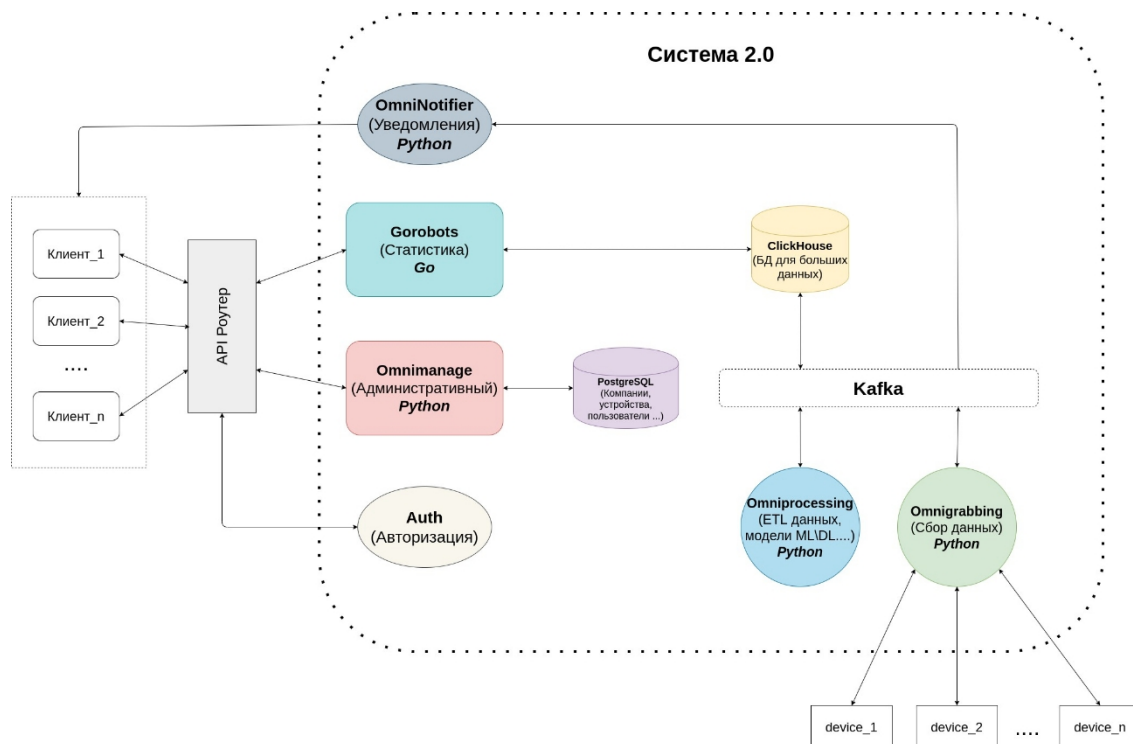 Система 2.0
OmniNotifier
(Уведомления)
Python
Gorobots
(Статистика)
Go
ClickHouse
(БД для больших
данных)
Клиент_1
Клиент_2
....
Клиент_n
API Роутер
Omnimanage
(Административный)
Python
PostgreSQL
(Компании,
устройства,
пользователи ...)
Kafka
Auth
(Авторизация)
Omniprocessing
(ETL данных,
модели ML\DL....)
Python
Omnigrabbing
(Сбор данных)
Python
device_1
device_2
....
device_n